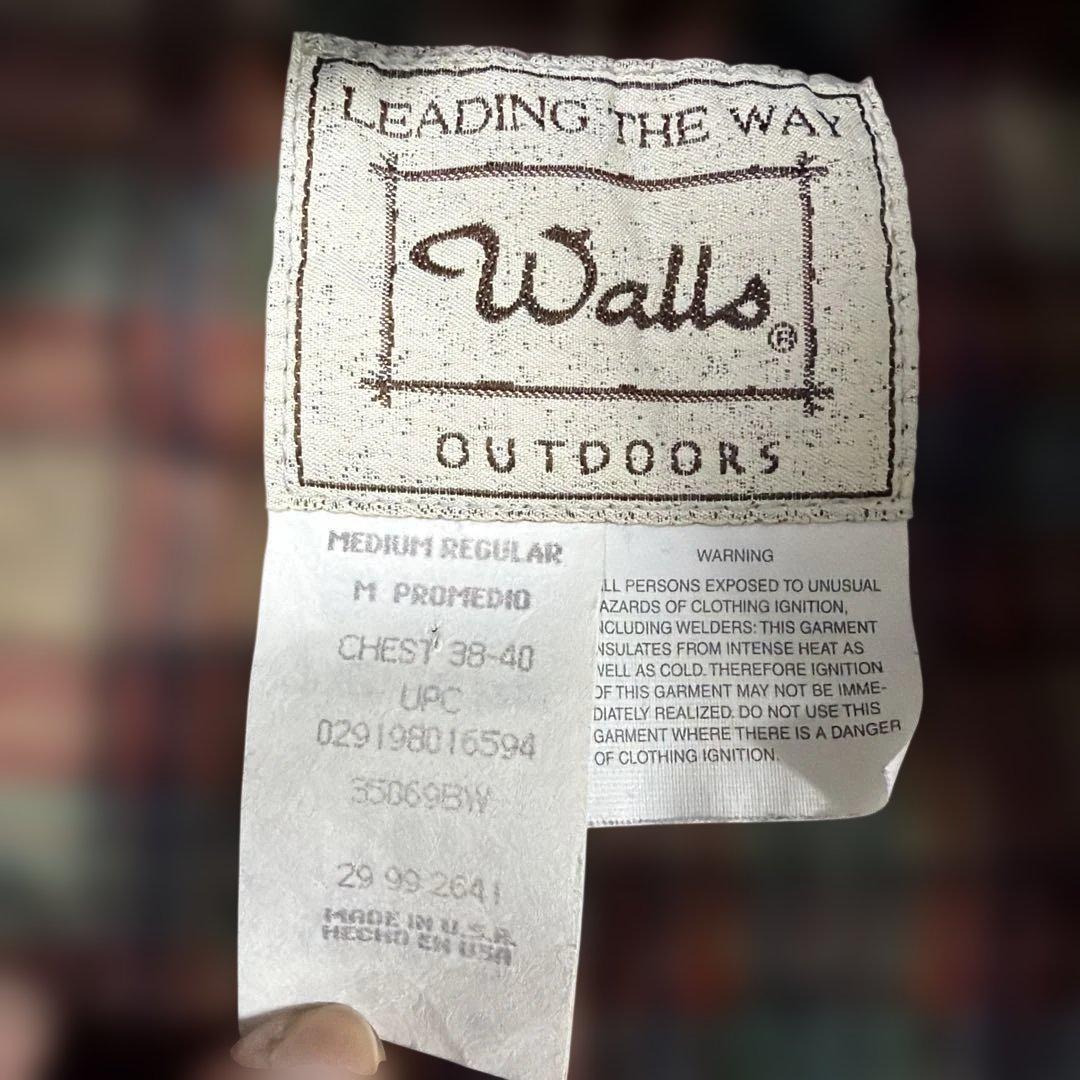 LEADING THE WAY
Walls®
OUTDOORS
MEDIUM REGULAR
M PROMEDIO
CHEST 38-40
UPC
029198016594
35869BW
29 99 2641
MADE IN U.S.A.
HECHO EN USA
WARNING
LL PERSONS EXPOSED TO UNUSUAL
AZARDS OF CLOTHING IGNITION,
NCLUDING WELDERS: THIS GARMENT
NSULATES FROM INTENSE HEAT AS
WELL AS COLD. THEREFORE IGNITION
OF THIS GARMENT MAY NOT BE IMME-
DIATELY REALIZED. DO NOT USE THIS
GARMENT WHERE THERE IS A DANGER
OF CLOTHING IGNITION.